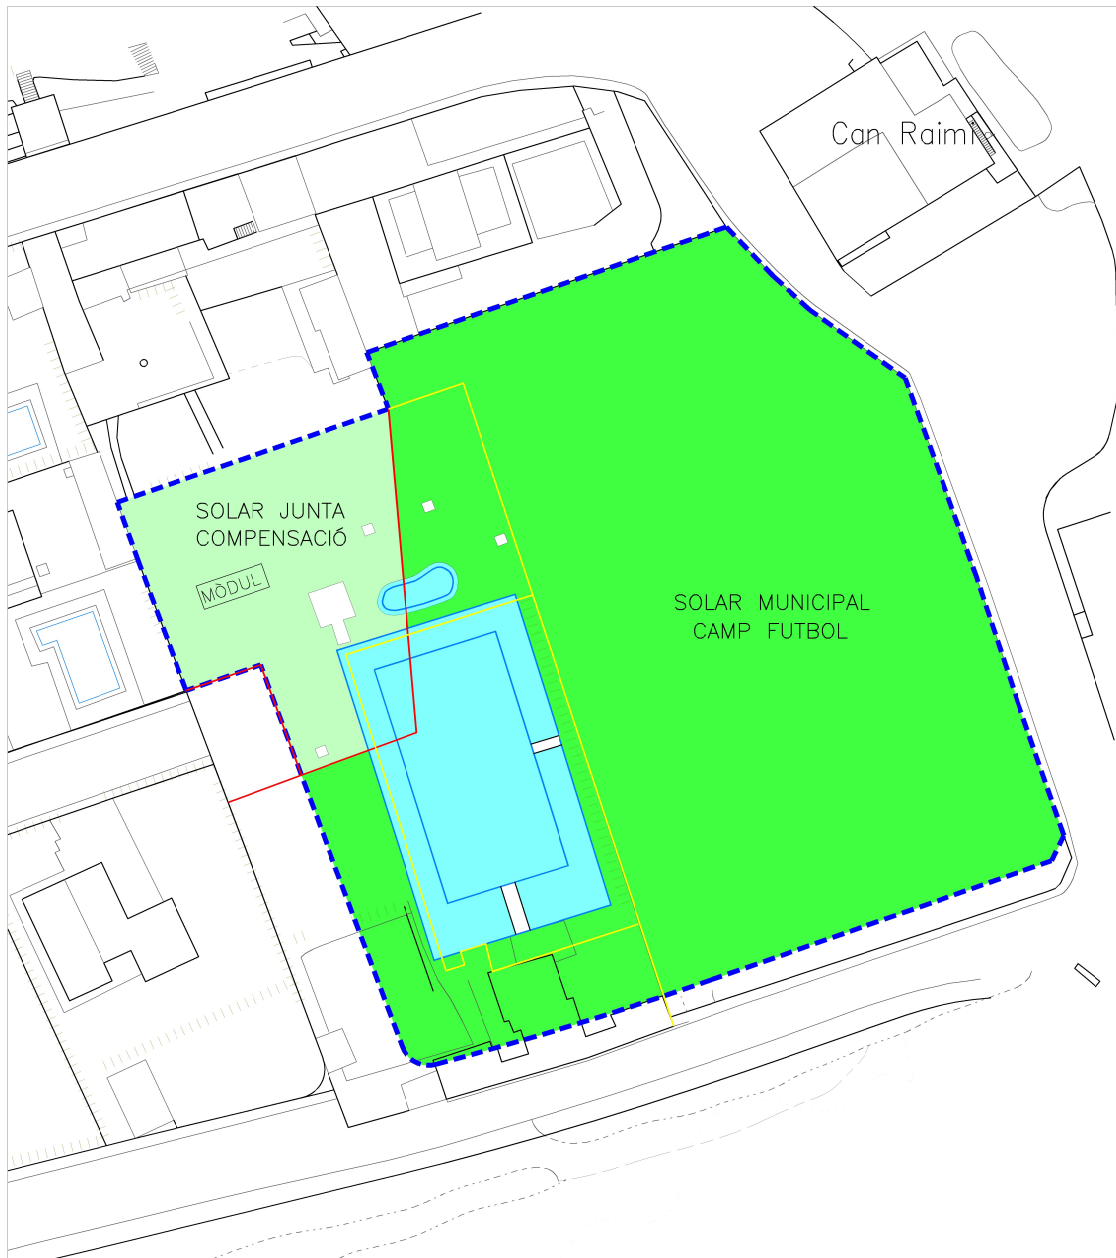 Can Raimi
SOLAR JUNTA
COMPENSACIÓ
MÒDUL
SOLAR MUNICIPAL
CAMP FUTBOL